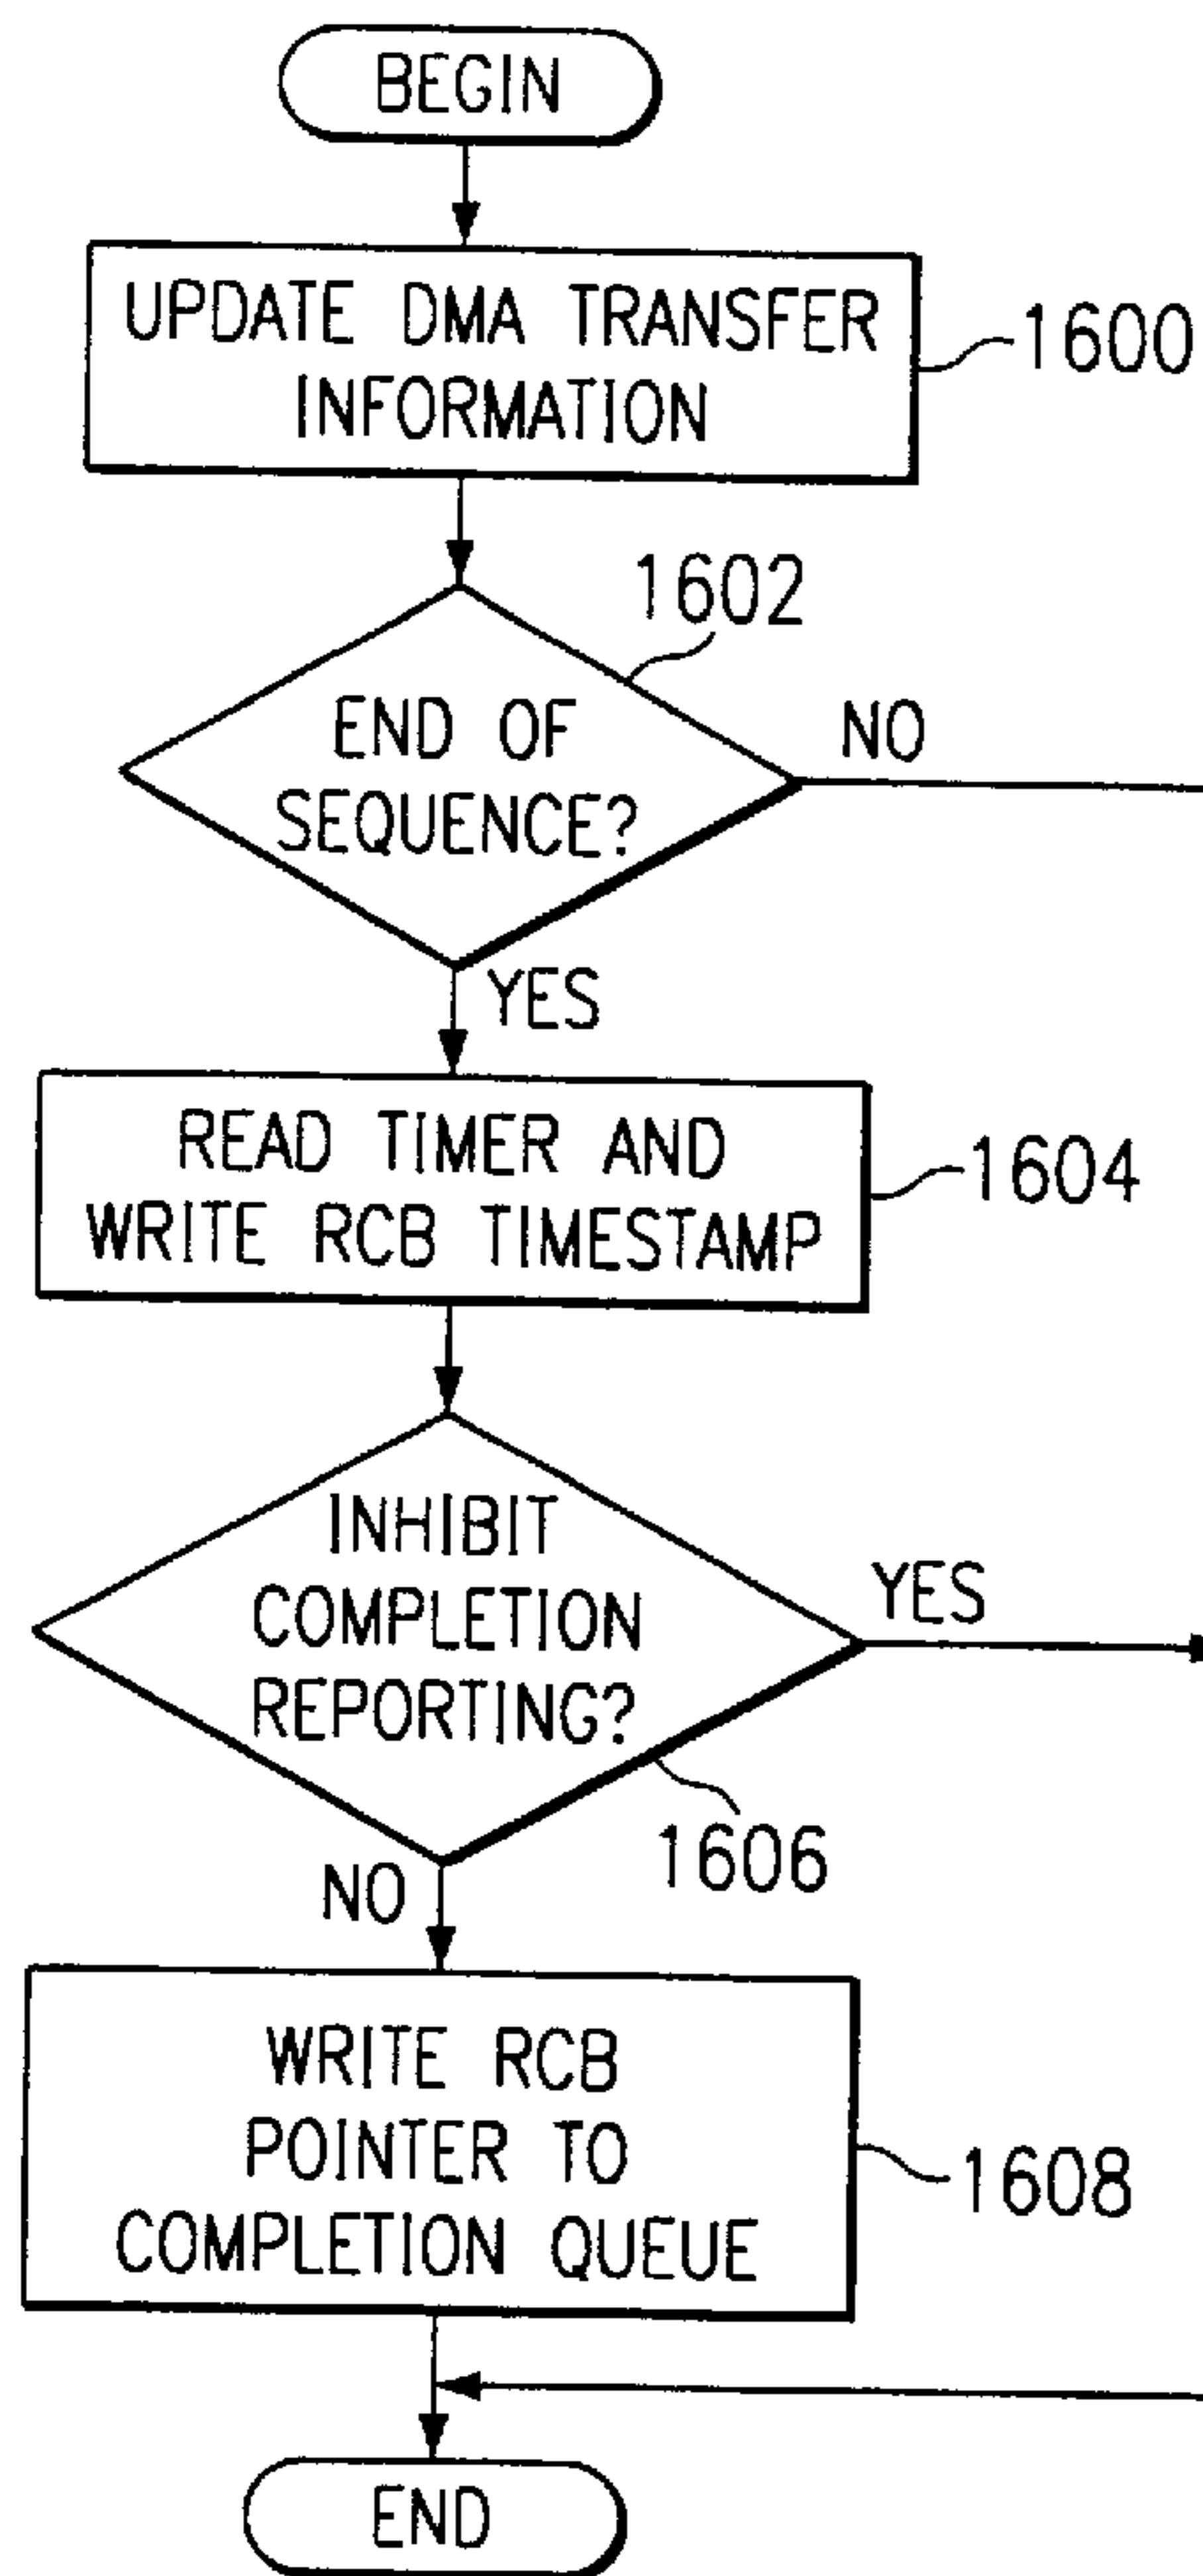 BEGIN
UPDATE DMA TRANSFER
INFORMATION
1600
1602
END OF
SEQUENCE?
NO
YES
READ TIMER AND
WRITE RCB TIMESTAMP
1604
INHIBIT
COMPLETION
REPORTING?
YES
1606
NO
WRITE RCB
POINTER TO
COMPLETION QUEUE
1608
END